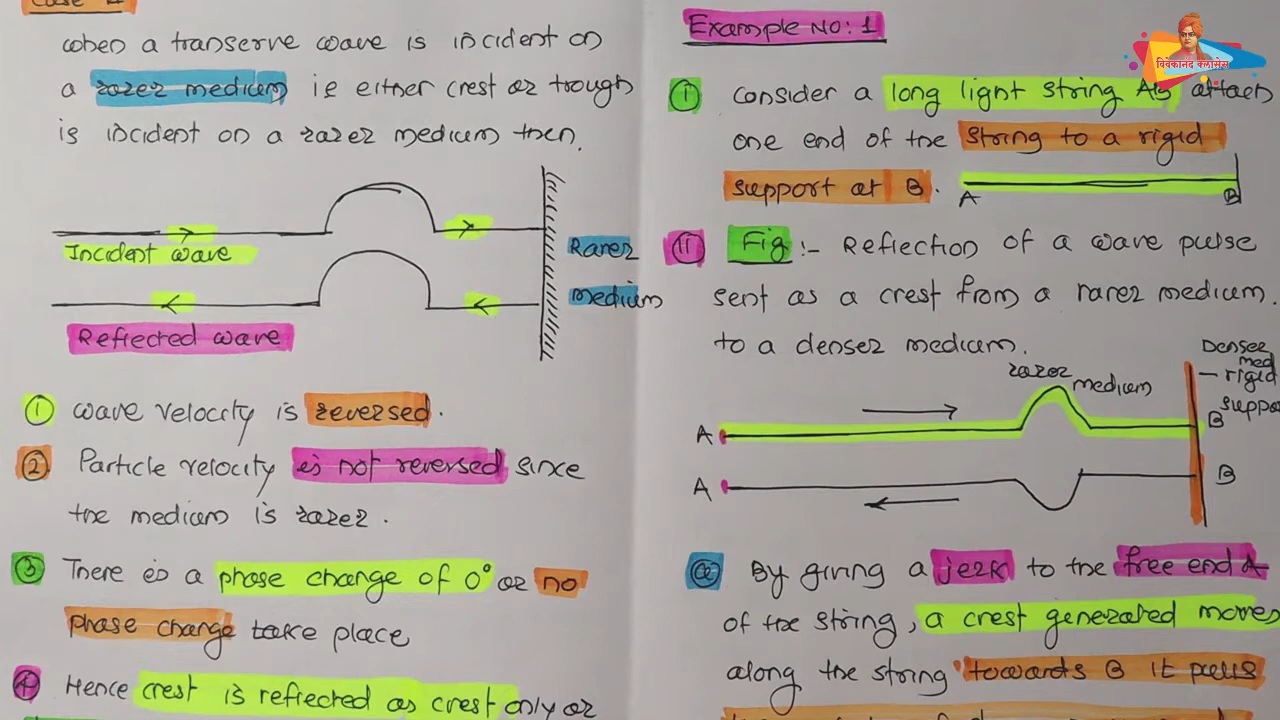 Case
when a transerve wave is incident on
a rarer medium ie either crest or trough
is incident on a rarer medium then.
Incident wave
Rarer
medium
Reflected wave
① wave velocity is reversed.
② Particle velocity is not reversed since
the medium is rarer.
③ There is a phase change of 0° or no
phase change take place
④ Hence crest is reflected as crest only or
Example NO: 1
विवेकानंद क्लासेस
① consider a long light string AB attach
one end of the string to a rigid
support at B.
A B
⑪ Fig :- Reflection of a wave pulse
sent as a crest from a rarer medium.
to a denser medium.
Denser
med
– rigid
suppo
rarer medium
A B
A B
ⓐ By giving a jerk to the free end A
of the string, a crest generated moves
along the string towards B it pulls